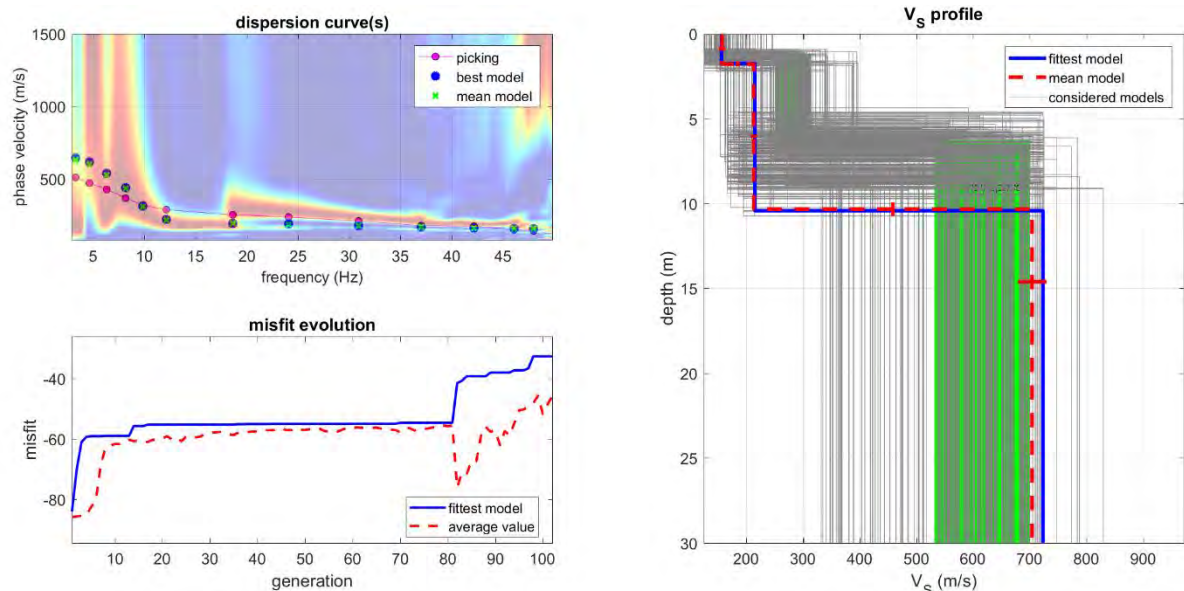 dispersion curve(s)
1500
1000
500
phase velocity (m/s)
picking
best model
mean model
5 10 15 20 25 30 35 40 45
frequency (Hz)
misfit evolution
-40
-60
-80
misfit
fittest model
average value
10 20 30 40 50 60 70 80 90 100
generation
V_S profile
0
5
10
15
20
25
30
depth (m)
fittest model
mean model
considered models
200 300 400 500 600 700 800 900
V_S (m/s)